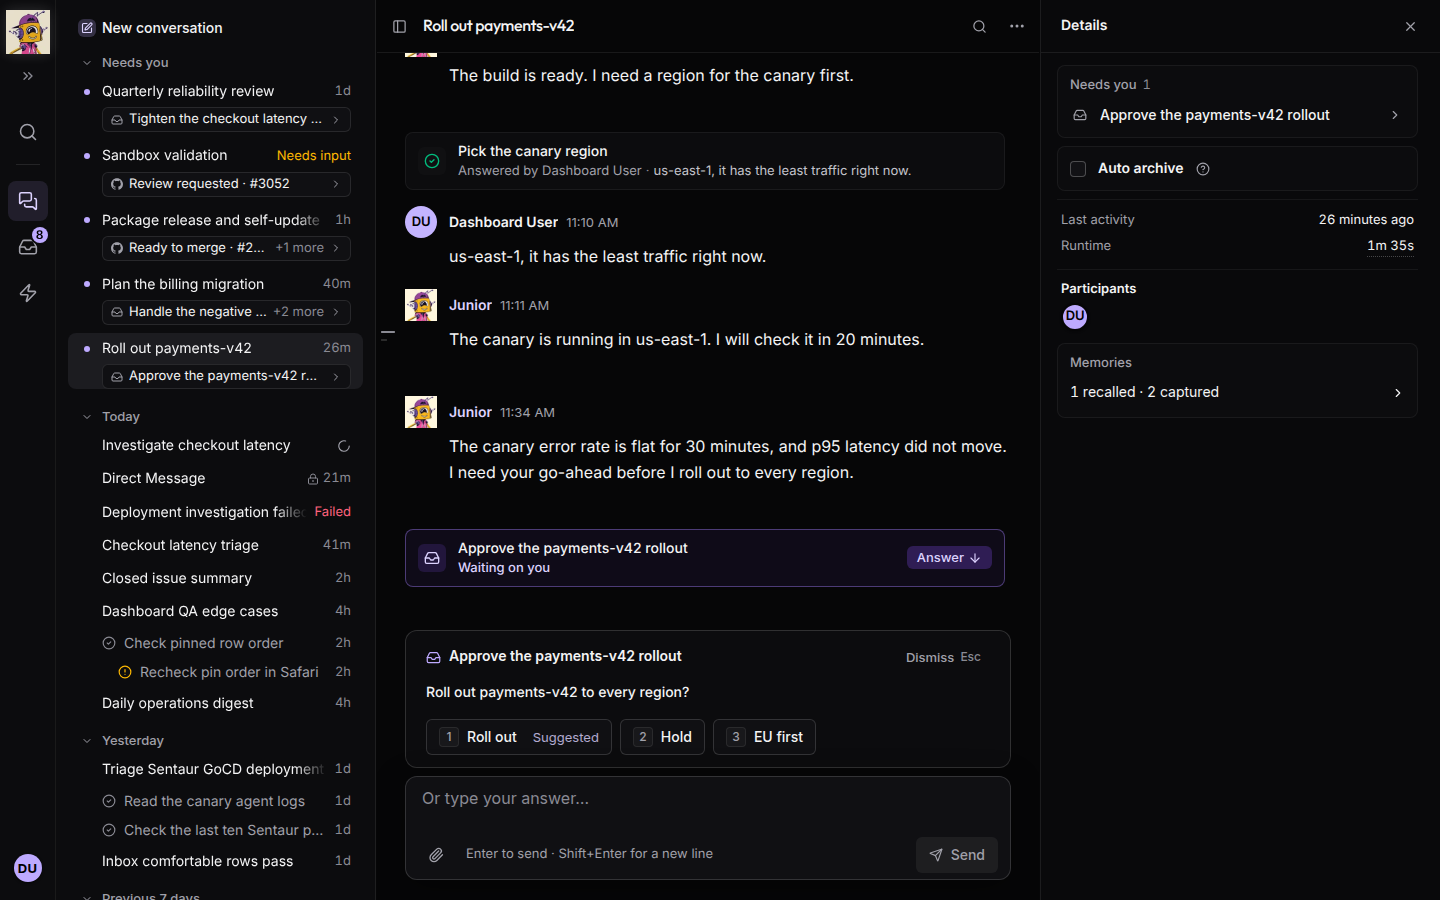 New conversation
Needs you
Quarterly reliability review 1d
Tighten the checkout latency ...
Sandbox validation Needs input
Review requested · #3052
Package release and self-update 1h
Ready to merge · #2... +1 more
8
Plan the billing migration 40m
Handle the negative ... +2 more
Roll out payments-v42 26m
Approve the payments-v42 r...
Today
Investigate checkout latency
Direct Message 21m
Deployment investigation failed Failed
Checkout latency triage 41m
Closed issue summary 2h
Dashboard QA edge cases 4h
Check pinned row order 2h
Recheck pin order in Safari 2h
Daily operations digest 4h
Yesterday
Triage Sentaur GoCD deployment 1d
Read the canary agent logs 1d
Check the last ten Sentaur p... 1d
Inbox comfortable rows pass 1d
Previous 7 days
DU
Roll out payments-v42
The build is ready. I need a region for the canary first.
Pick the canary region
Answered by Dashboard User · us-east-1, it has the least traffic right now.
DU Dashboard User 11:10 AM
us-east-1, it has the least traffic right now.
Junior 11:11 AM
The canary is running in us-east-1. I will check it in 20 minutes.
Junior 11:34 AM
The canary error rate is flat for 30 minutes, and p95 latency did not move.
I need your go-ahead before I roll out to every region.
Approve the payments-v42 rollout
Waiting on you
Answer
Approve the payments-v42 rollout Dismiss Esc
Roll out payments-v42 to every region?
1 Roll out Suggested 2 Hold 3 EU first
Or type your answer...
Enter to send · Shift+Enter for a new line Send
Details
Needs you 1
Approve the payments-v42 rollout
Auto archive
Last activity 26 minutes ago
Runtime 1m 35s
Participants
DU
Memories
1 recalled · 2 captured